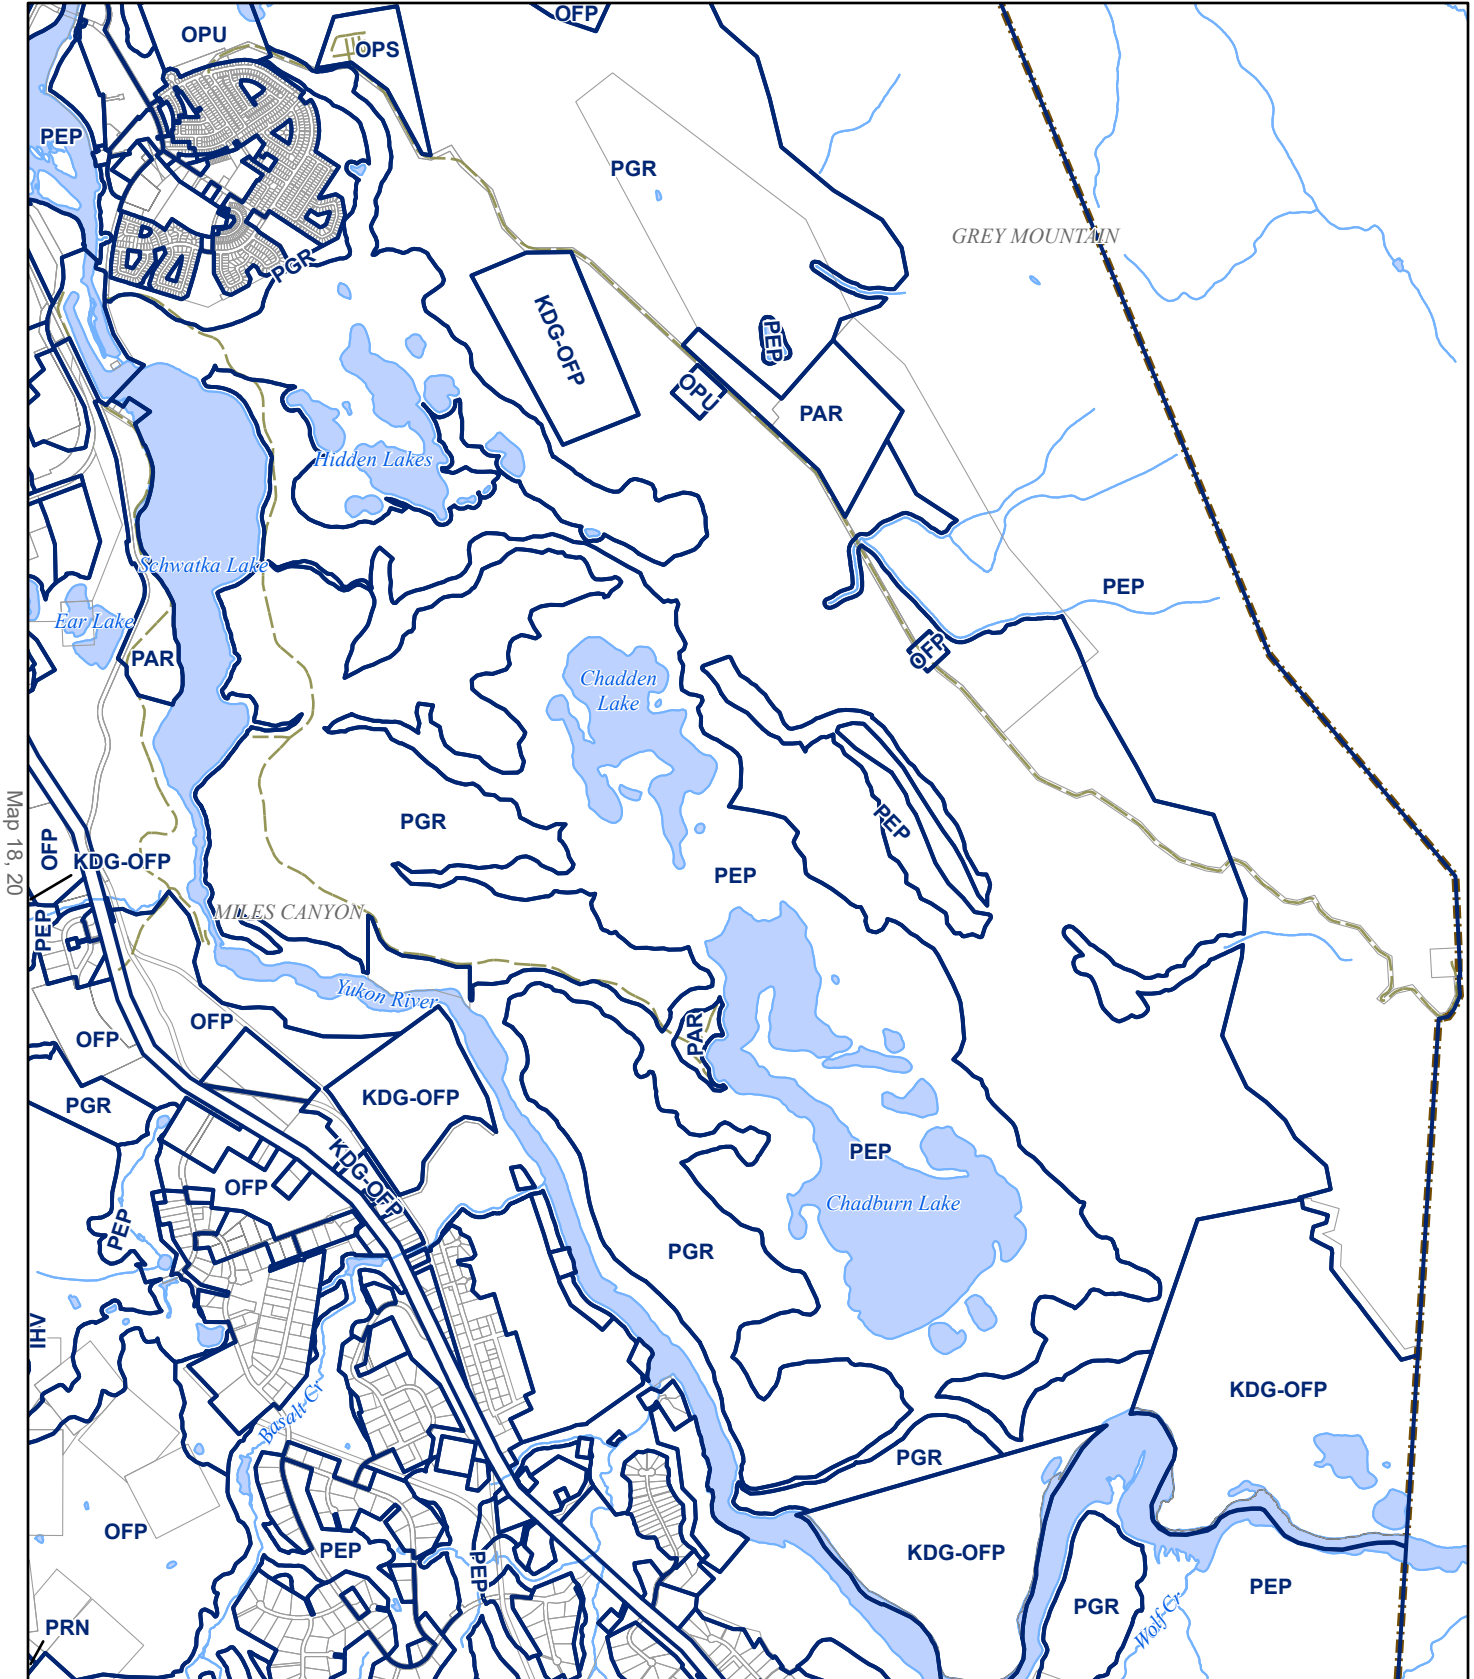 OFP
OPU
OPS
PEP
PGR
GREY MOUNTAIN
PGR
KDG-OFP
PEP
OPU
PAR
Hidden Lakes
Schwatka Lake
PEP
Ear Lake
OFP
PAR
Chadden
Lake
Map 18, 20
PGR
PEP
OFP
KDG-OFP
PEP
MILES CANYON
PEP
Yukon River
OFP
OFP
PAR
KDG-OFP
PGR
PEP
KDG-OFP
OFP
Chadburn Lake
PEP
PGR
IHV
KDG-OFP
Basalt Cr
PGR
OFP
PEP
KDG-OFP
PEP
PEP
PGR
Wolf Cr
PRN